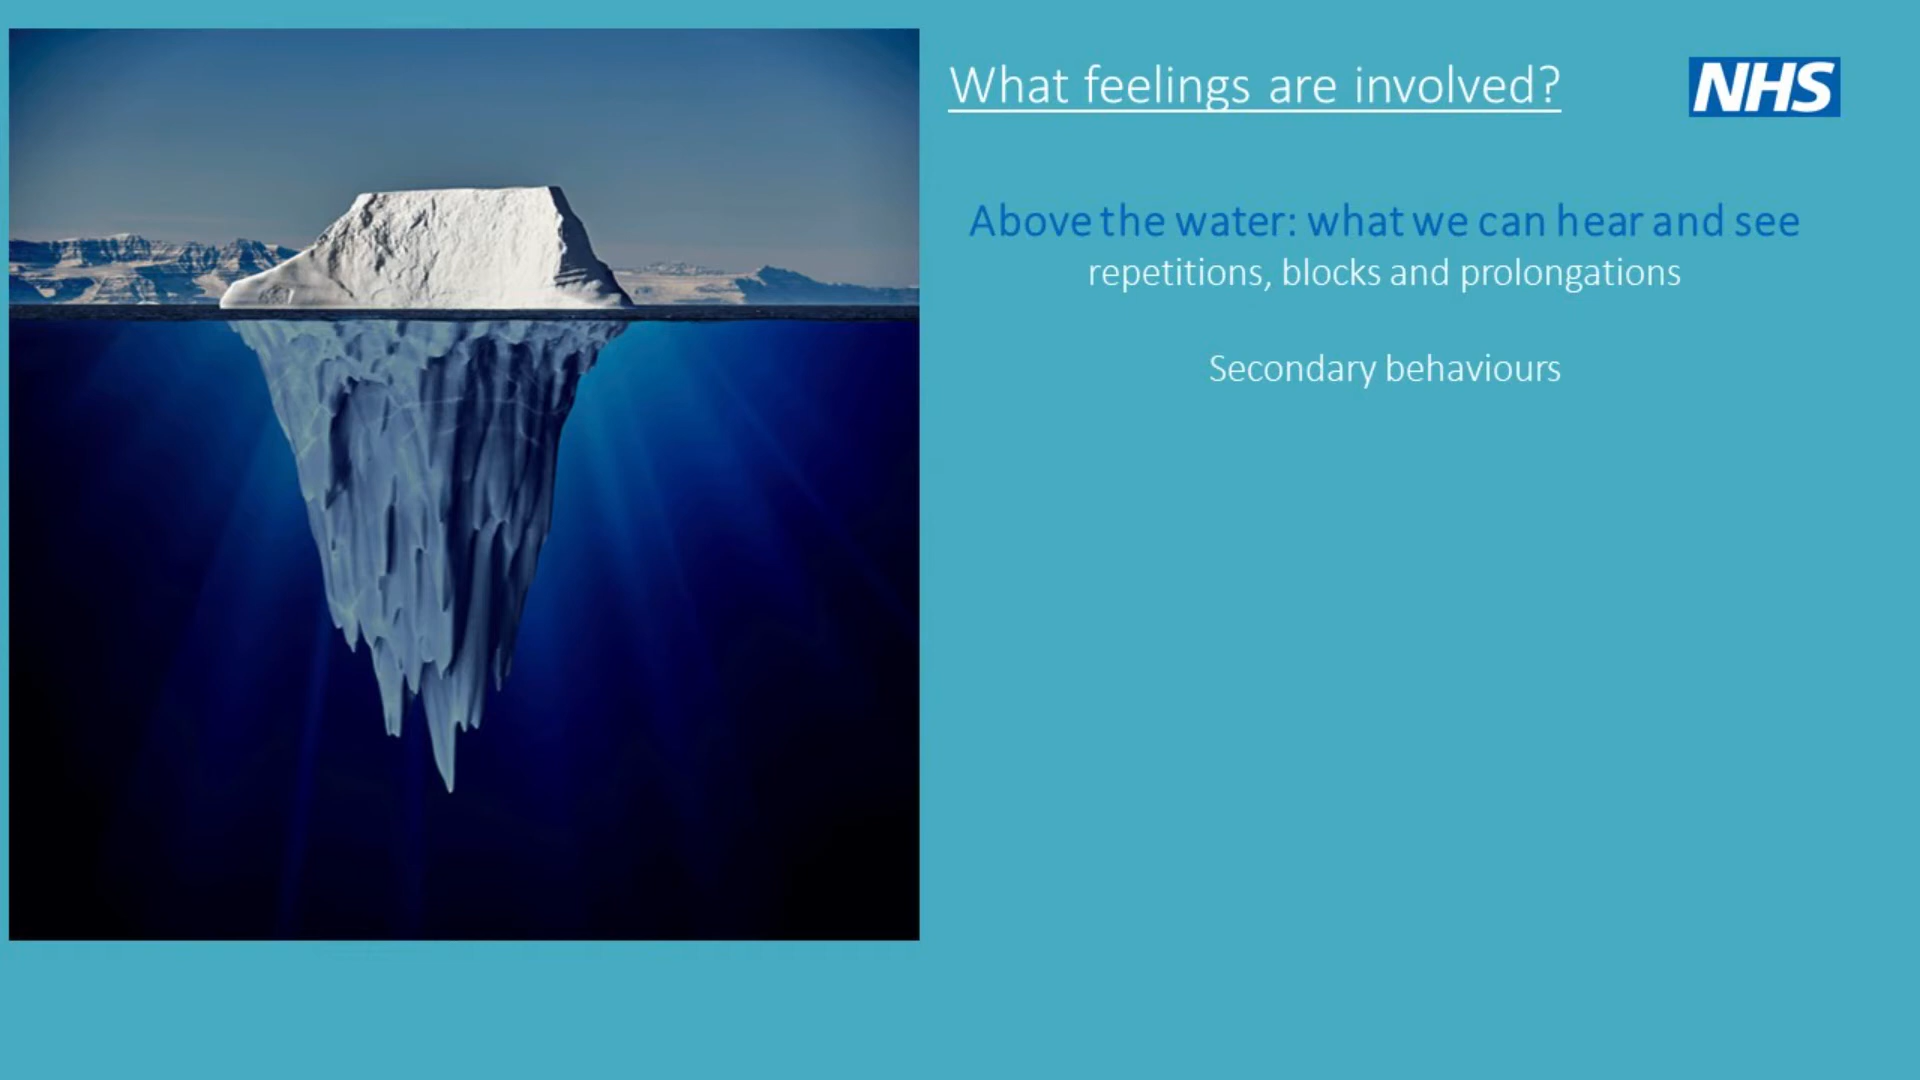 What feelings are involved?
NHS
Above the water: what we can hear and see
repetitions, blocks and prolongations
Secondary behaviours